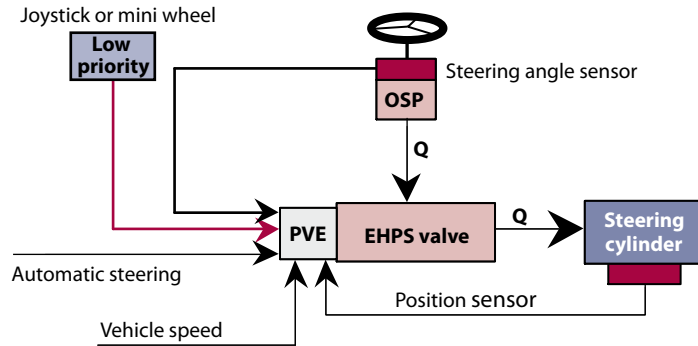 Joystick or mini wheel
Low
priority
Steering angle sensor
OSP
Q
PVE
EHPS valve
Q
Steering
cylinder
Automatic steering
Position sensor
Vehicle speed